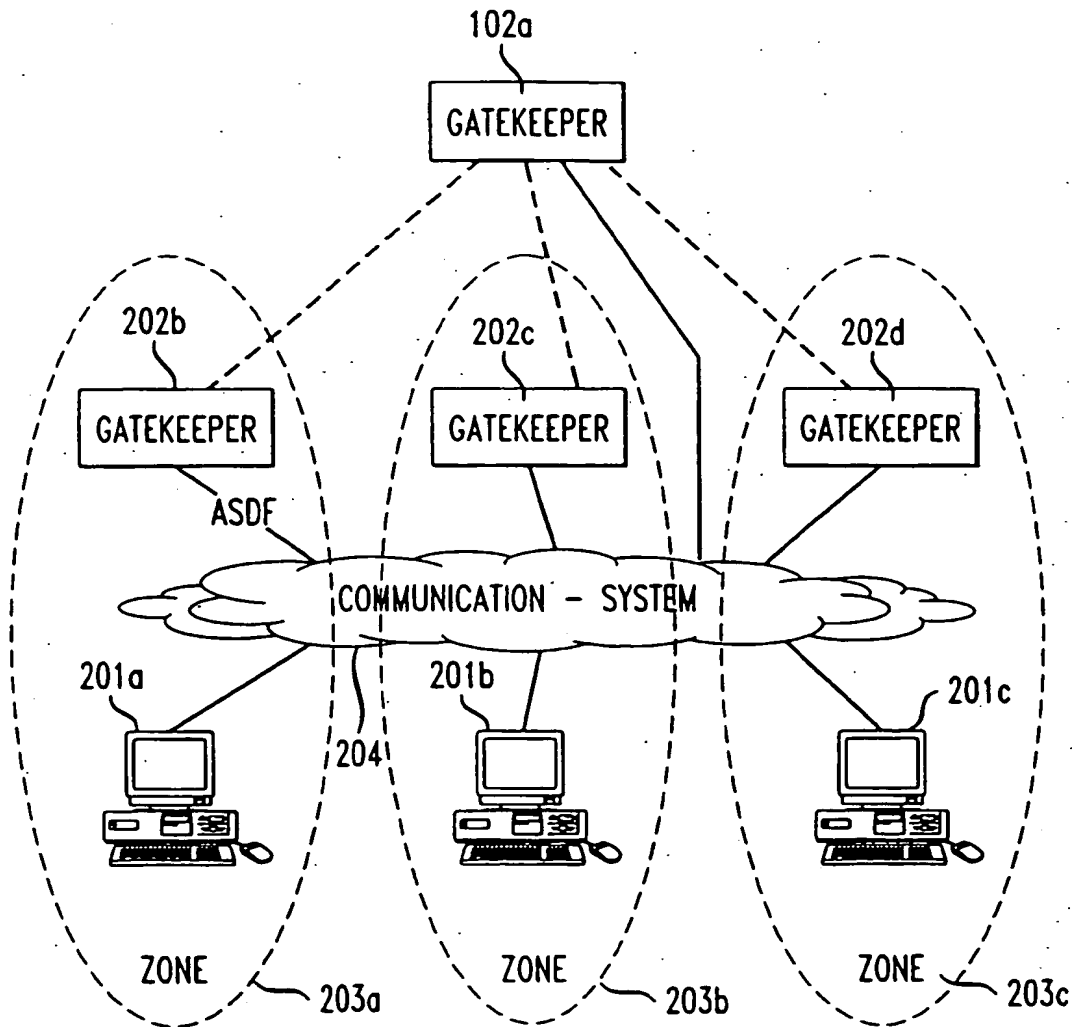 102a
GATEKEEPER
202b
202c
202d
GATEKEEPER
GATEKEEPER
GATEKEEPER
ASDF
COMMUNICATION - SYSTEM
201a
201b
201c
204
ZONE
ZONE
ZONE
203a
203b
203c